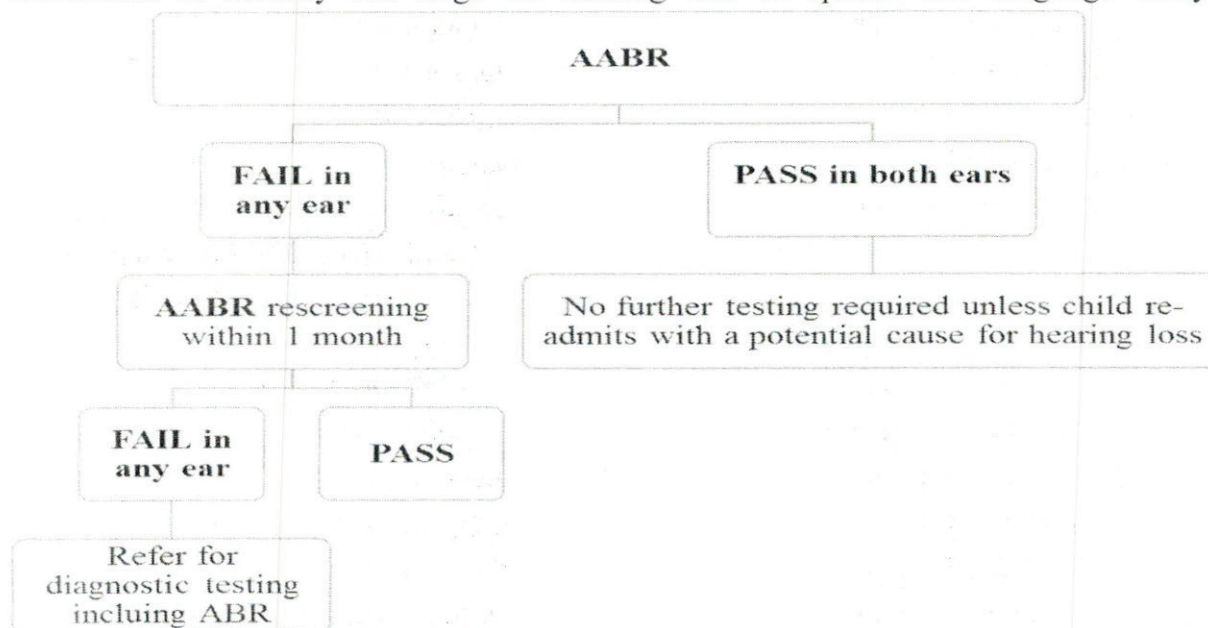 AABR
FAIL in
any ear
PASS in both ears
AABR rescreening
within 1 month
No further testing required unless child re-
admits with a potential cause for hearing loss
FAIL in
any ear
PASS
Refer for
diagnostic testing
incluing ABR